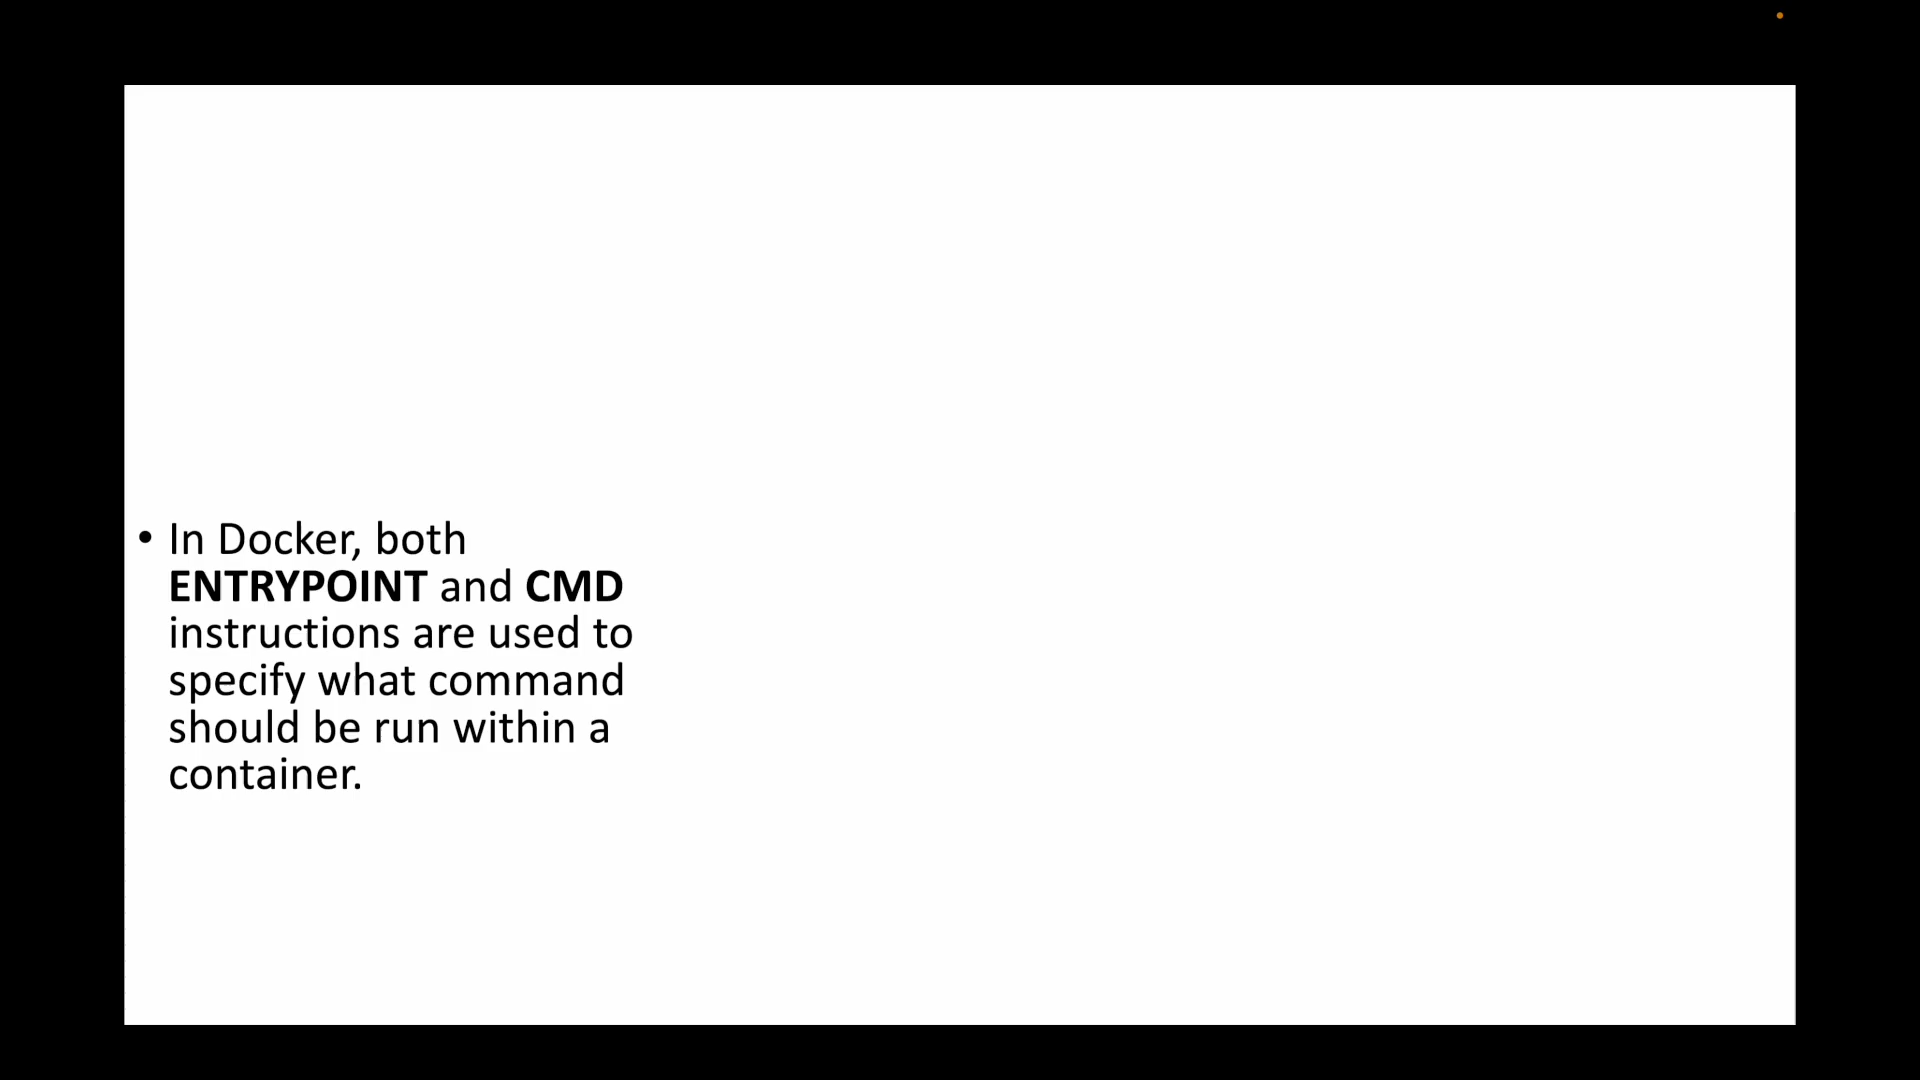 • In Docker, both
ENTRYPOINT and CMD
instructions are used to
specify what command
should be run within a
container.